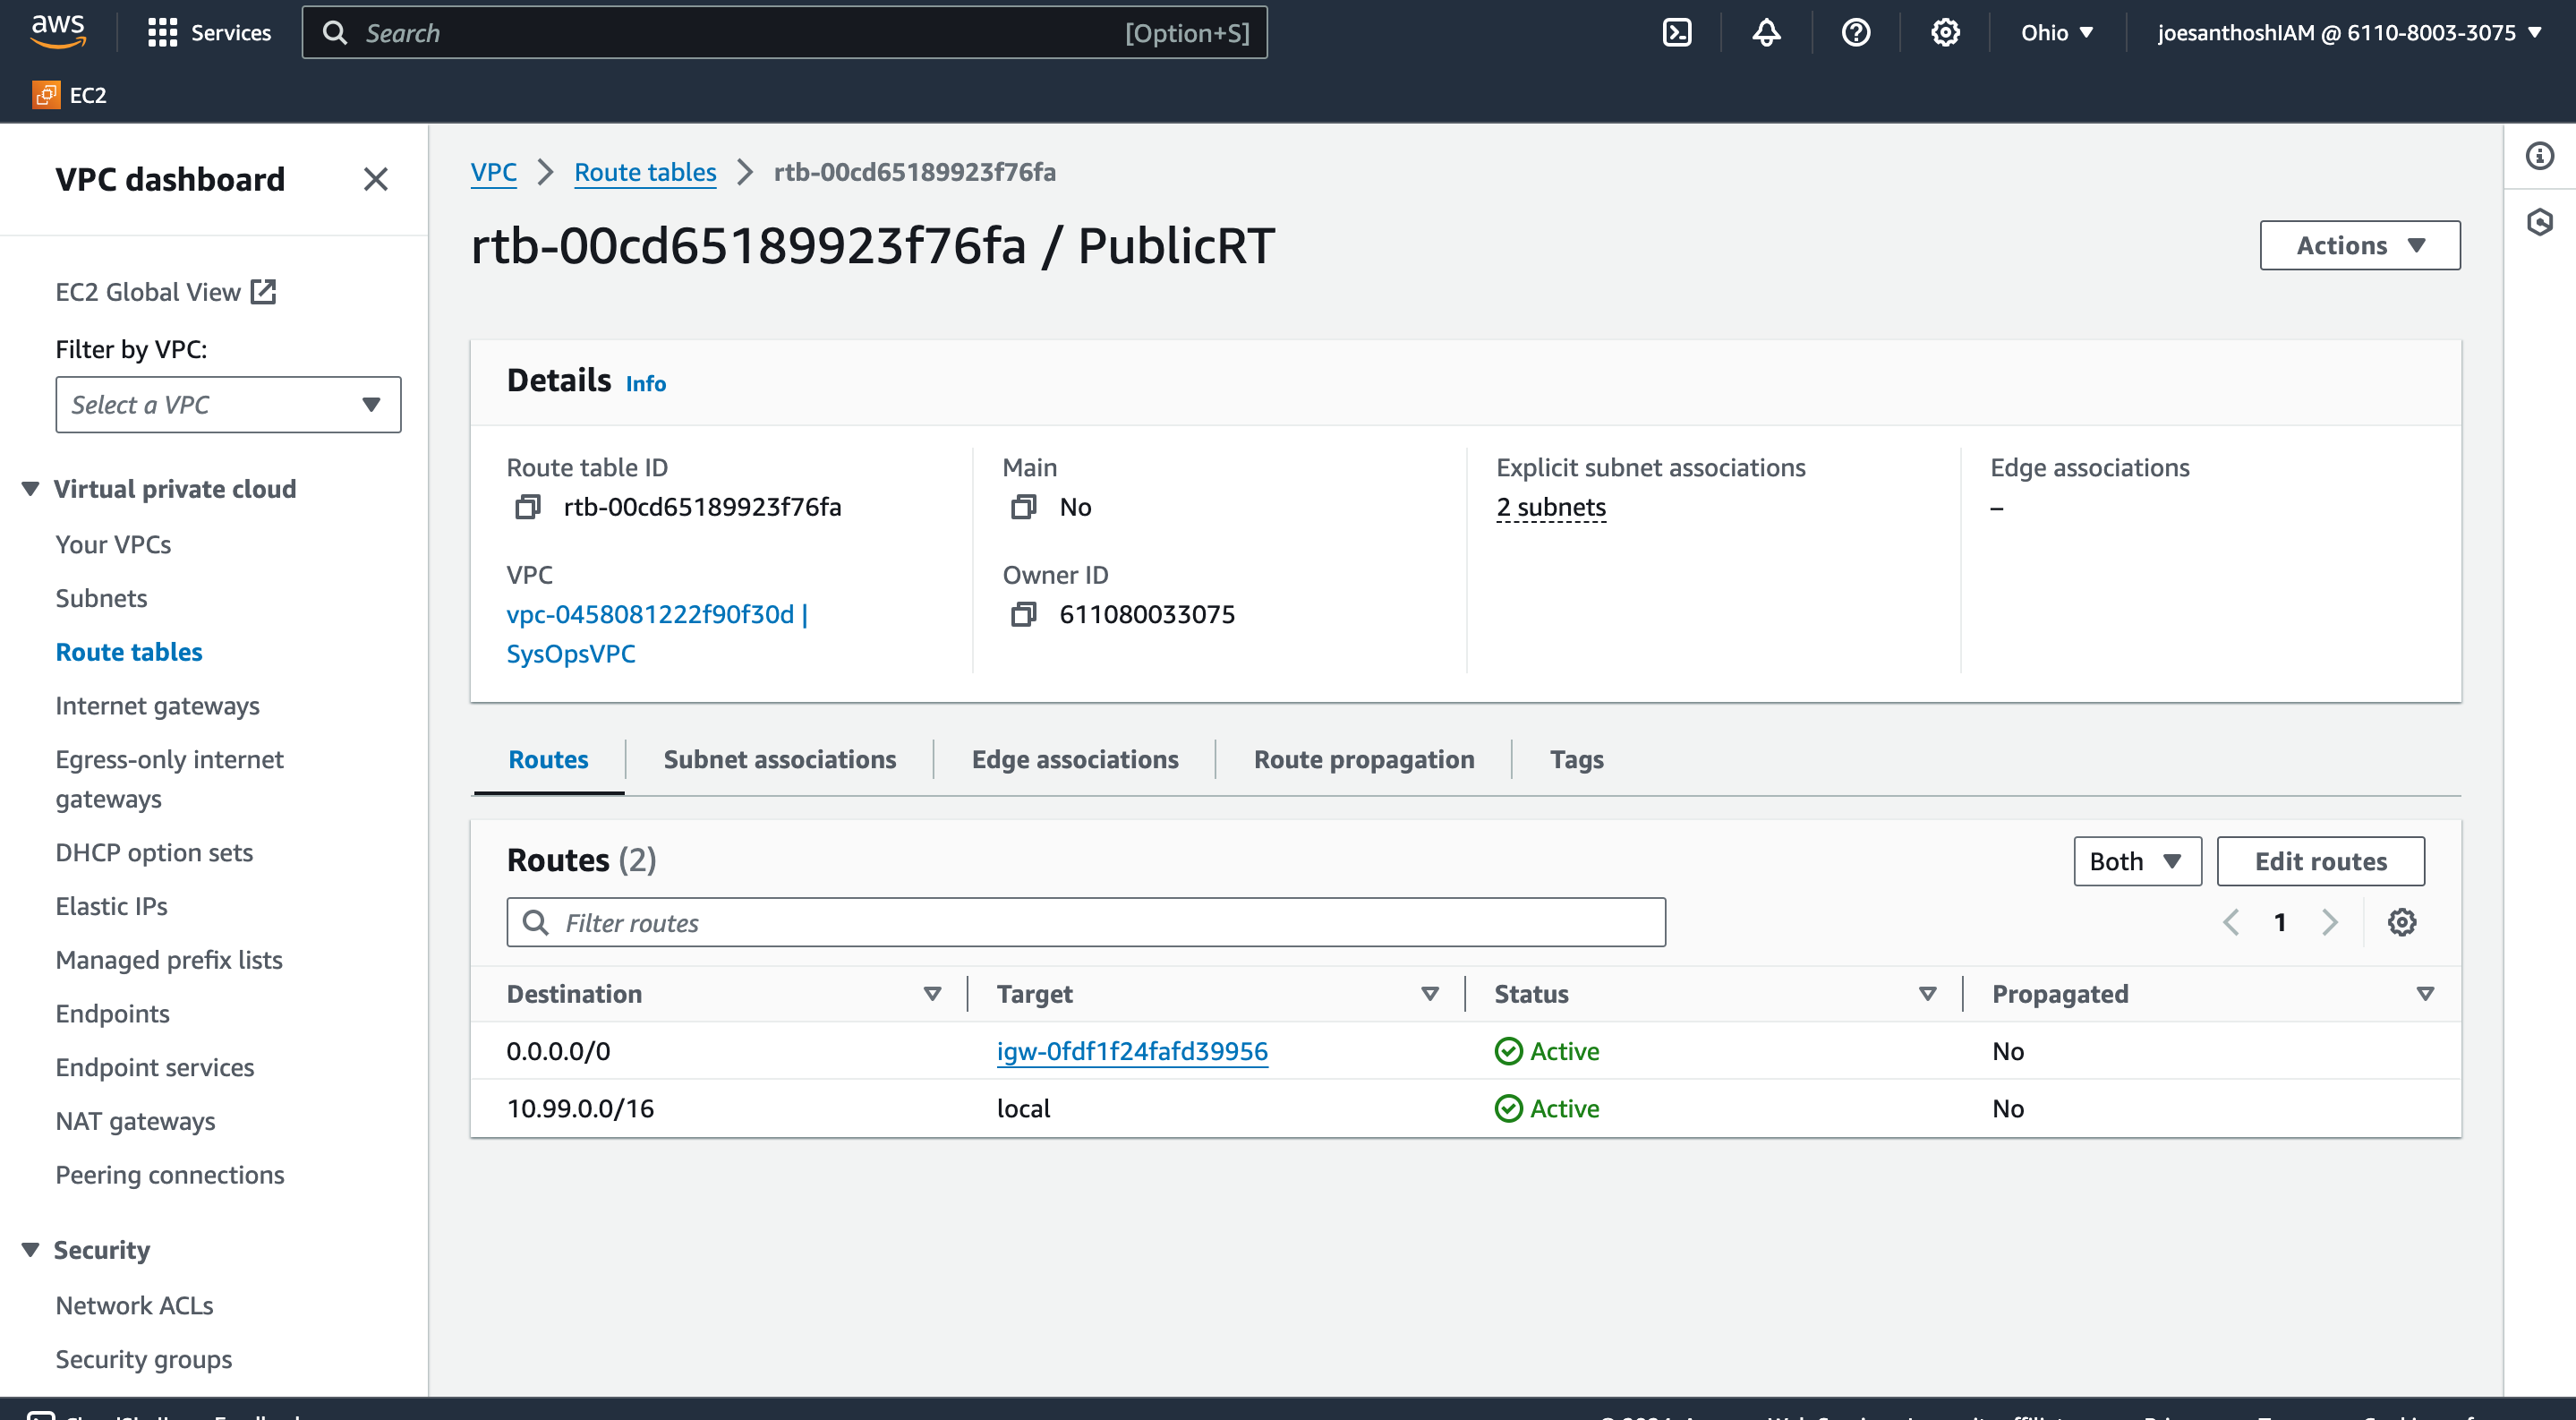 aws
Services
Search
[Option+S]
Ohio
joesanthoshIAM @ 6110-8003-3075
EC2
VPC dashboard
EC2 Global View
Filter by VPC:
Select a VPC
Virtual private cloud
Your VPCs
Subnets
Route tables
Internet gateways
Egress-only internet
gateways
DHCP option sets
Elastic IPs
Managed prefix lists
Endpoints
Endpoint services
NAT gateways
Peering connections
Security
Network ACLs
Security groups
VPC
Route tables
rtb-00cd65189923f76fa
rtb-00cd65189923f76fa / PublicRT
Actions
Details Info
Route table ID
rtb-00cd65189923f76fa
Main
No
Explicit subnet associations
2 subnets
Edge associations
–
VPC
vpc-0458081222f90f30d |
SysOpsVPC
Owner ID
611080033075
Routes
Subnet associations
Edge associations
Route propagation
Tags
Routes (2)
Both
Edit routes
Filter routes
1
Destination
Target
Status
Propagated
0.0.0.0/0
igw-0fdf1f24fafd39956
Active
No
10.99.0.0/16
local
Active
No